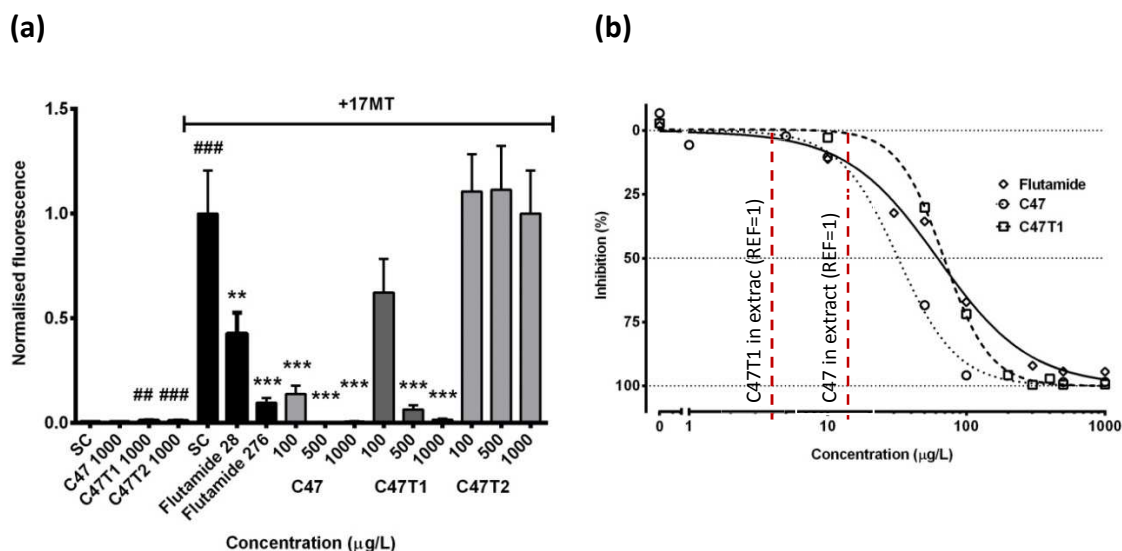 (a)
(b)
+17MT
Normalised fluorescence
1.5
1.0
0.5
0.0
###
##
###
**
***
***
***
***
***
***
SC
C47 1000
C47T1 1000
C47T2 1000
SC
Flutamide 28
Flutamide 276
100
500
1000
100
500
1000
100
500
1000
C47
C47T1
C47T2
Concentration (µg/L)
Inhibition (%)
0
25
50
75
100
C47T1 in extrac (REF=1)
C47 in extract (REF=1)
Flutamide
C47
C47T1
0
1
10
100
1000
Concentration (µg/L)